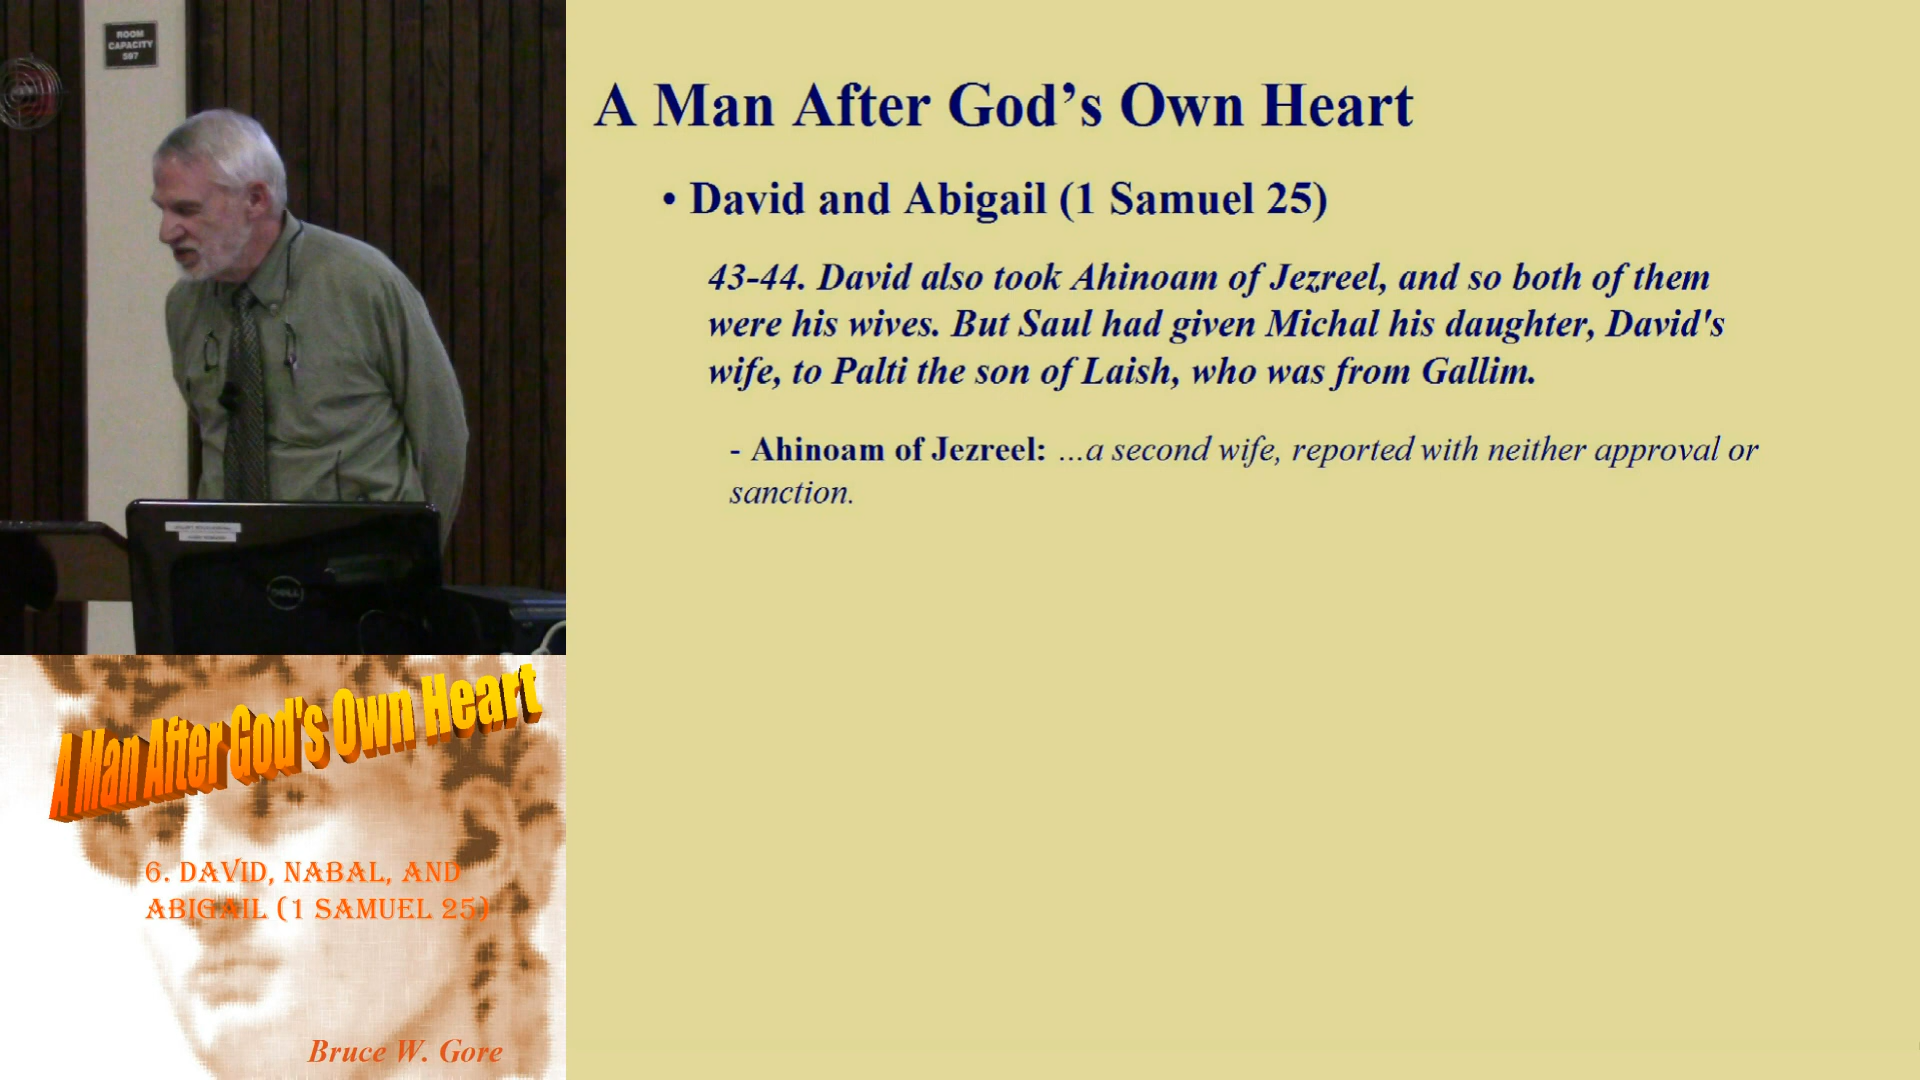 ROOM
CAPACITY
597
A Man After God’s Own Heart
• David and Abigail (1 Samuel 25)
43-44. David also took Ahinoam of Jezreel, and so both of them
were his wives. But Saul had given Michal his daughter, David's
wife, to Palti the son of Laish, who was from Gallim.
- Ahinoam of Jezreel: ...a second wife, reported with neither approval or
sanction.
DELL
A Man After God's Own Heart
6. DAVID, NABAL, AND
ABIGAIL (1 SAMUEL 25)
Bruce W. Gore